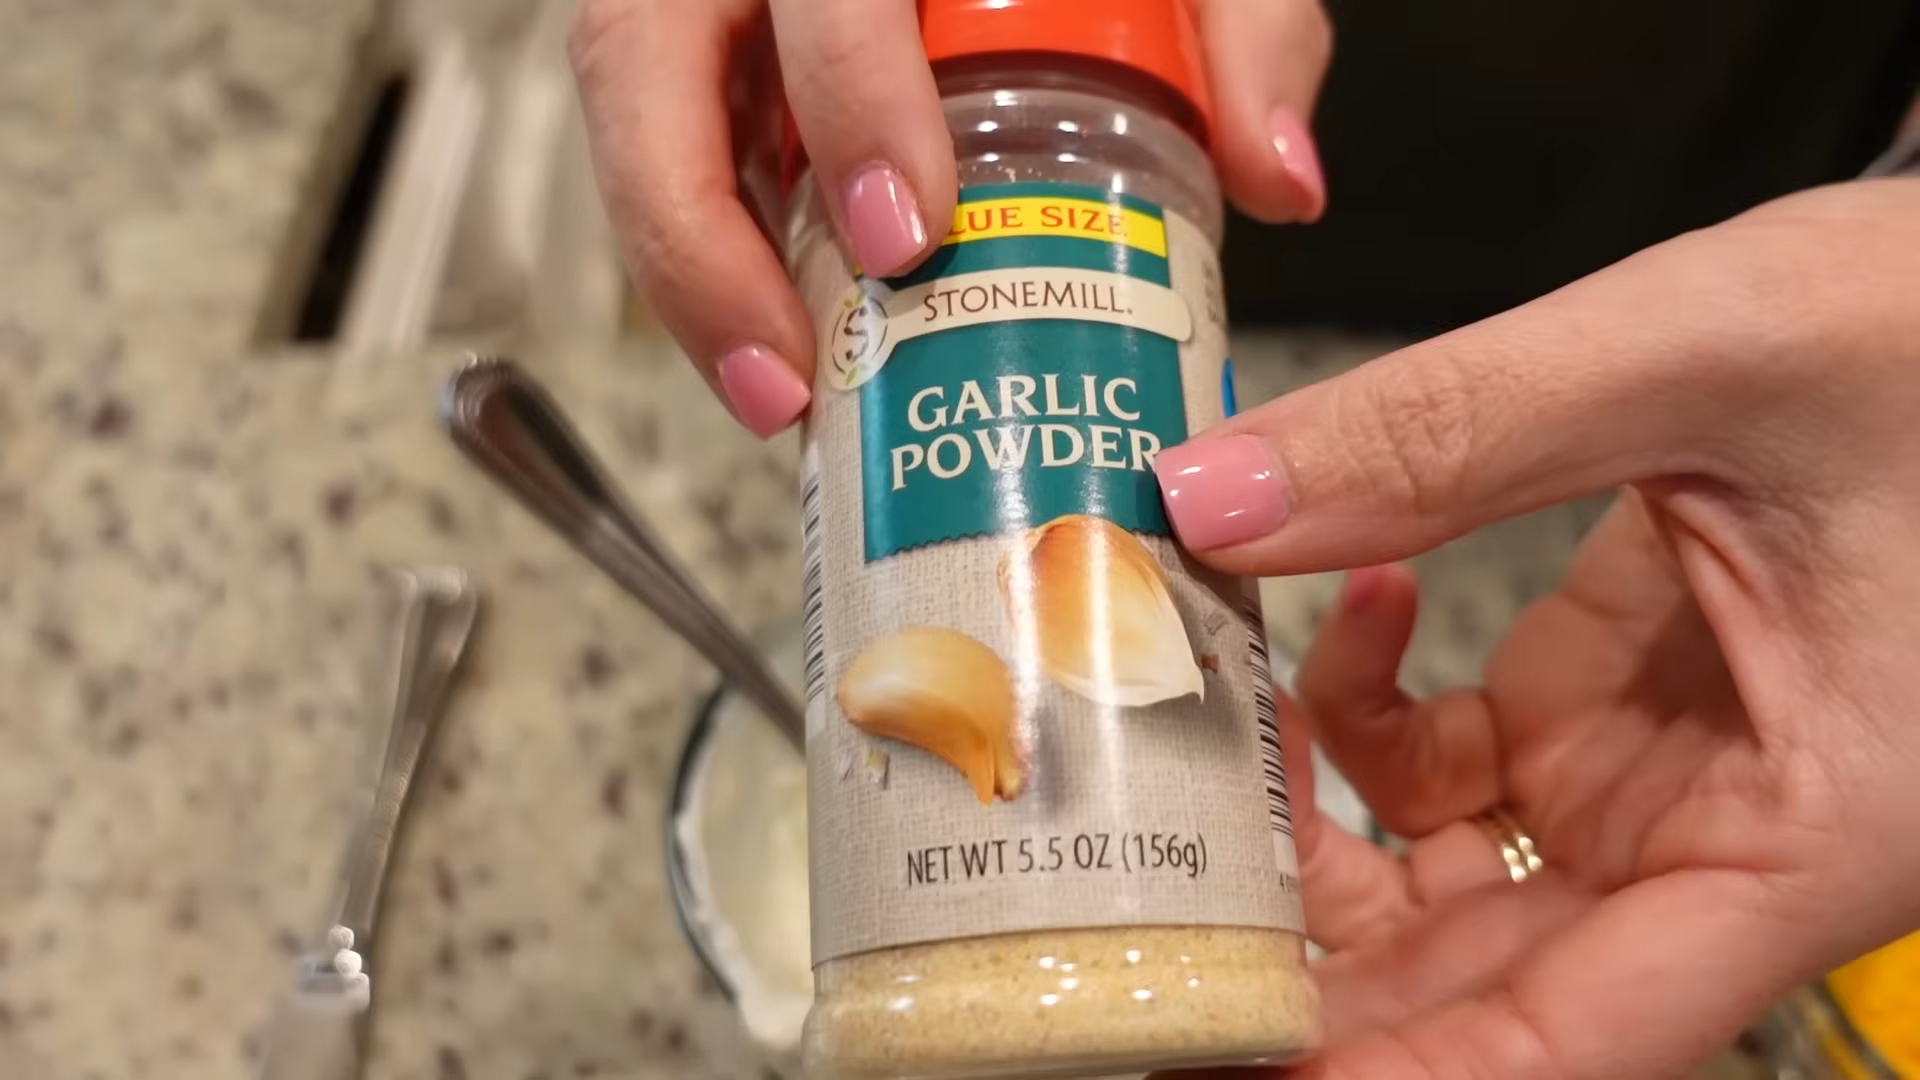 LUE SIZE
STONEMILL®
S
GARLIC
POWDER
NET WT 5.5 OZ (156g)